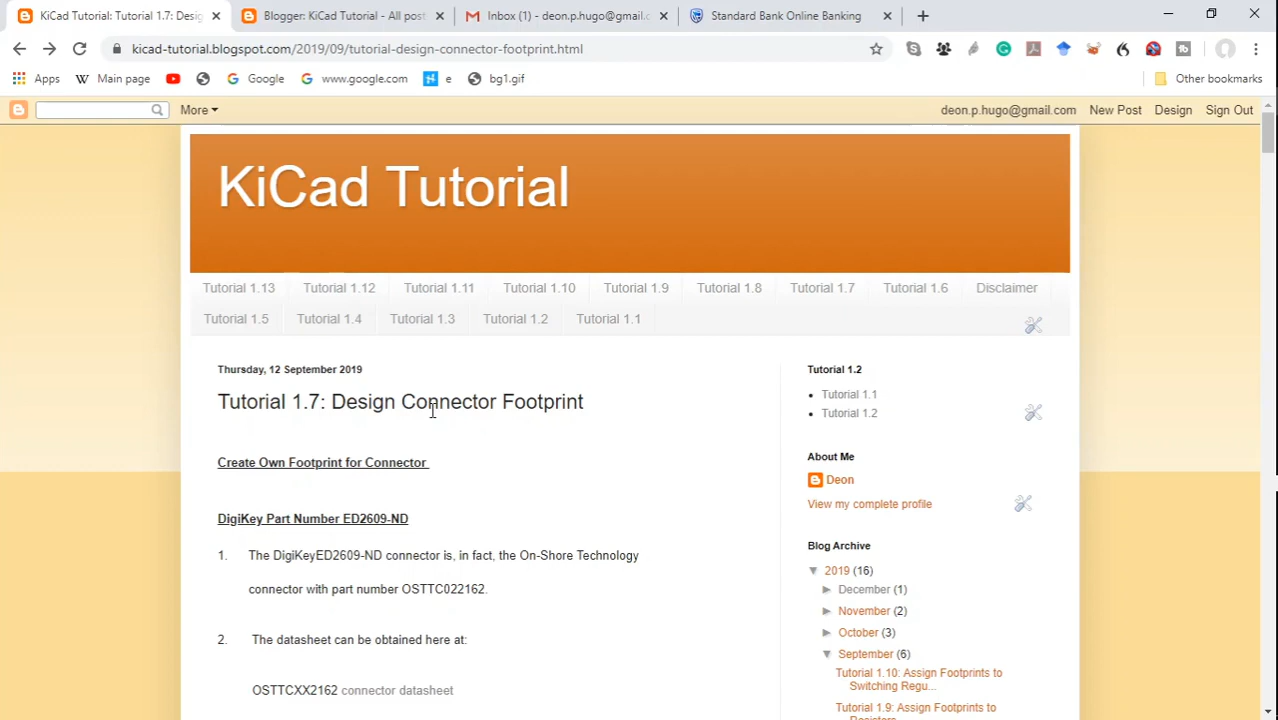 KiCad Tutorial: Tutorial 1.7: Desig
Blogger: KiCad Tutorial - All post
Inbox (1) - deon.p.hugo@gmail.c
Standard Bank Online Banking
kicad-tutorial.blogspot.com/2019/09/tutorial-design-connector-footprint.html
Apps
Main page
Google
www.google.com
e
bg1.gif
Other bookmarks
More
deon.p.hugo@gmail.com
New Post
Design
Sign Out
KiCad Tutorial
Tutorial 1.13 Tutorial 1.12 Tutorial 1.11 Tutorial 1.10 Tutorial 1.9 Tutorial 1.8 Tutorial 1.7 Tutorial 1.6 Disclaimer
Tutorial 1.5 Tutorial 1.4 Tutorial 1.3 Tutorial 1.2 Tutorial 1.1
Thursday, 12 September 2019
Tutorial 1.7: Design Connector Footprint
Create Own Footprint for Connector
DigiKey Part Number ED2609-ND
1. The DigiKeyED2609-ND connector is, in fact, the On-Shore Technology
connector with part number OSTTC022162.
2. The datasheet can be obtained here at:
OSTTCXX2162 connector datasheet
Tutorial 1.2
Tutorial 1.1
Tutorial 1.2
About Me
Deon
View my complete profile
Blog Archive
▼ 2019 (16)
► December (1)
► November (2)
► October (3)
▼ September (6)
Tutorial 1.10: Assign Footprints to
Switching Regu...
Tutorial 1.9: Assign Footprints to